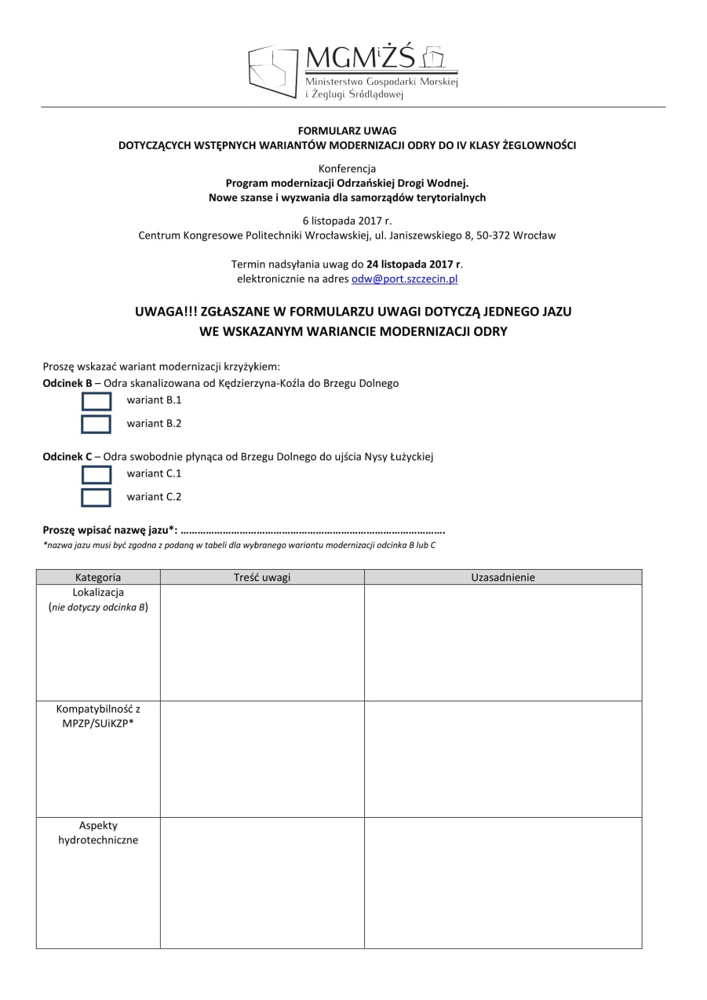 MGMiŻŚ
Ministerstwo Gospodarki Morskiej
i Żeglugi Śródlądowej
FORMULARZ UWAG
DOTYCZĄCYCH WSTĘPNYCH WARIANTÓW MODERNIZACJI ODRY DO IV KLASY ŻEGLOWNOŚCI
Konferencja
Program modernizacji Odrzańskiej Drogi Wodnej.
Nowe szanse i wyzwania dla samorządów terytorialnych
6 listopada 2017 r.
Centrum Kongresowe Politechniki Wrocławskiej, ul. Janiszewskiego 8, 50-372 Wrocław
Termin nadsyłania uwag do 24 listopada 2017 r.
elektronicznie na adres odw@port.szczecin.pl
UWAGA!!! ZGŁASZANE W FORMULARZU UWAGI DOTYCZĄ JEDNEGO JAZU
WE WSKAZANYM WARIANCIE MODERNIZACJI ODRY
Proszę wskazać wariant modernizacji krzyżykiem:
Odcinek B – Odra skanalizowana od Kędzierzyna-Koźla do Brzegu Dolnego
wariant B.1
wariant B.2
Odcinek C – Odra swobodnie płynąca od Brzegu Dolnego do ujścia Nysy Łużyckiej
wariant C.1
wariant C.2
Proszę wpisać nazwę jazu*: ………………………………………………………………………………….
*nazwa jazu musi być zgodna z podaną w tabeli dla wybranego wariantu modernizacji odcinka B lub C
Kategoria Treść uwagi Uzasadnienie
Lokalizacja
(nie dotyczy odcinka B)
Kompatybilność z
MPZP/SUiKZP*
Aspekty
hydrotechniczne